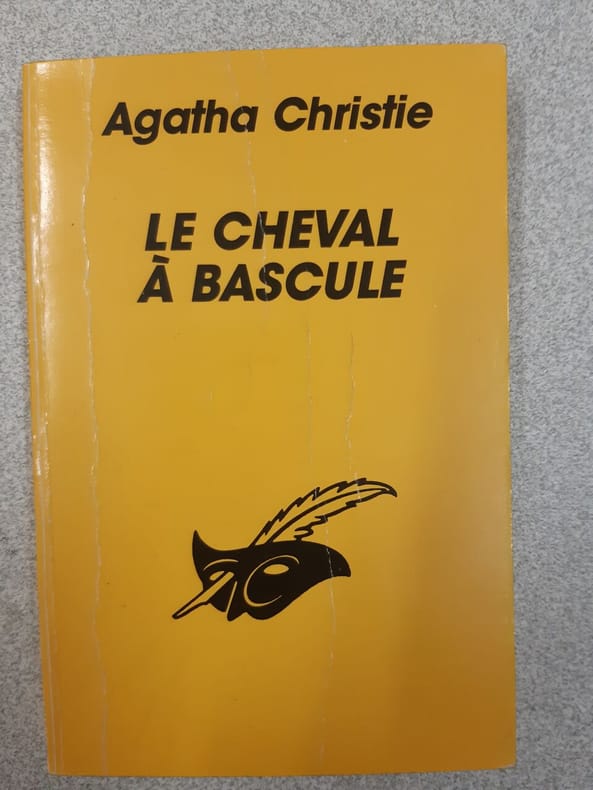 Agatha Christie
LE CHEVAL
À BASCULE